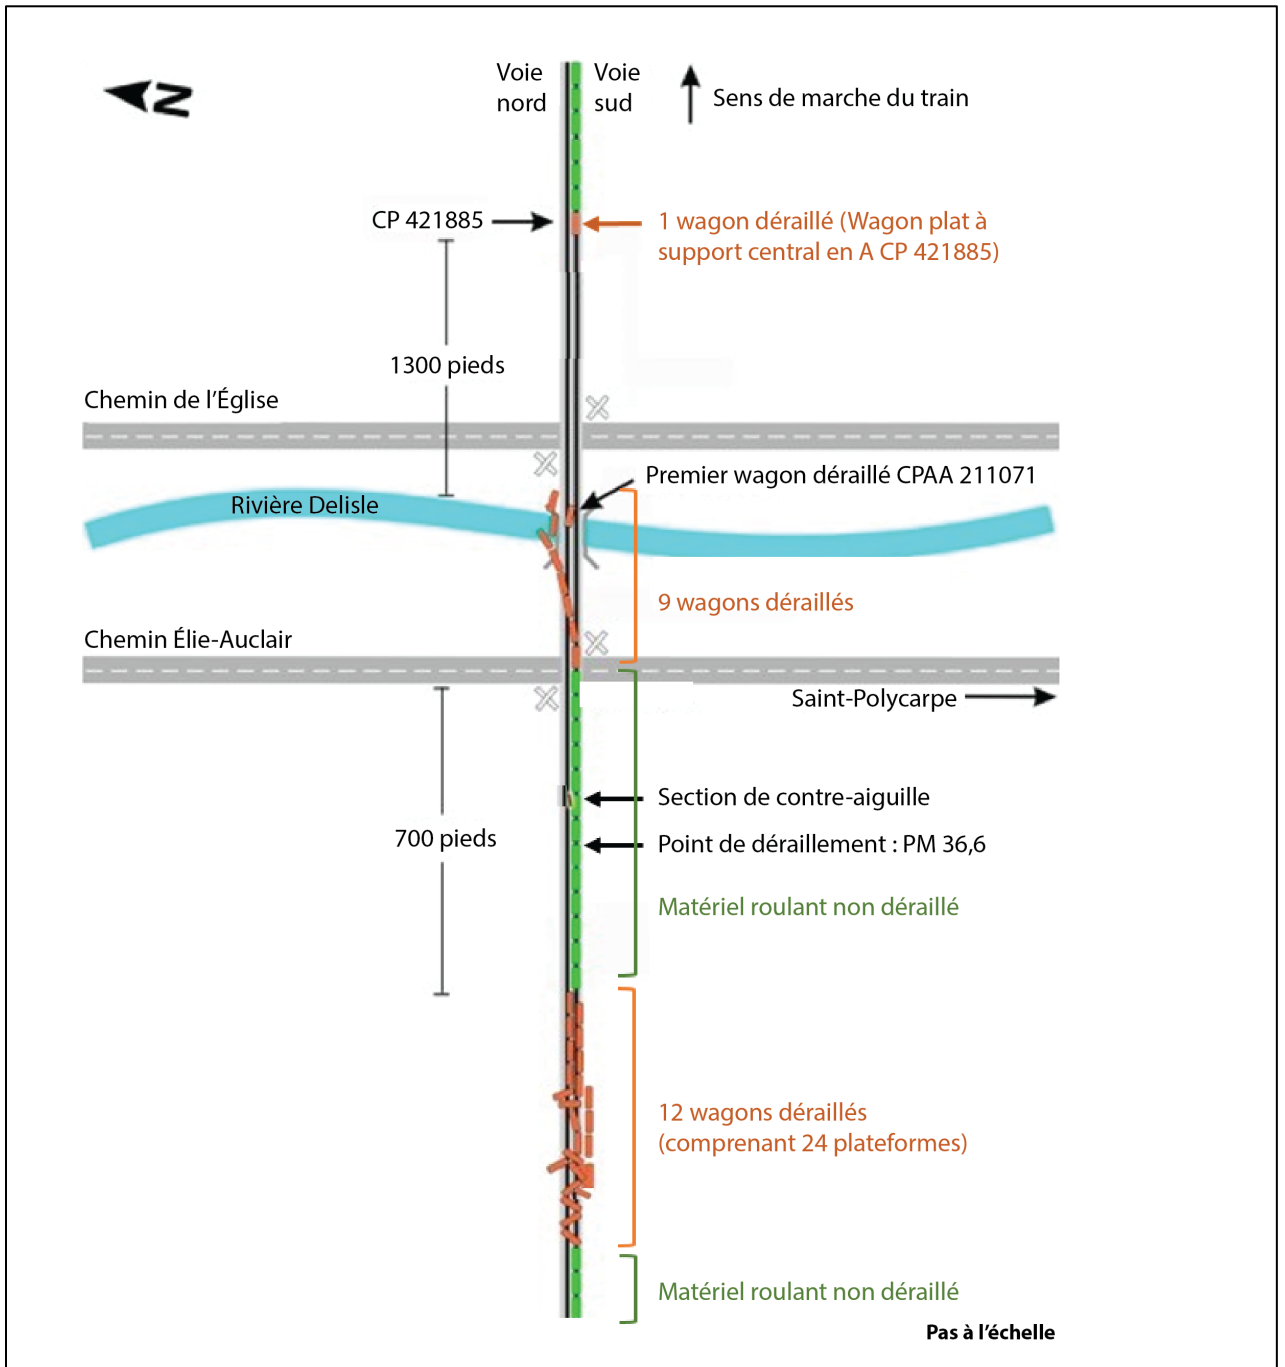 Voie nord
Voie sud
Sens de marche du train
N
CP 421885
1 wagon déraillé (Wagon plat à
support central en A CP 421885)
1300 pieds
Chemin de l'Église
Premier wagon déraillé CPAA 211071
Rivière Delisle
9 wagons déraillés
Chemin Élie-Auclair
Saint-Polycarpe
Section de contre-aiguille
700 pieds
Point de déraillement : PM 36,6
Matériel roulant non déraillé
12 wagons déraillés
(comprenant 24 plateformes)
Matériel roulant non déraillé
Pas à l'échelle